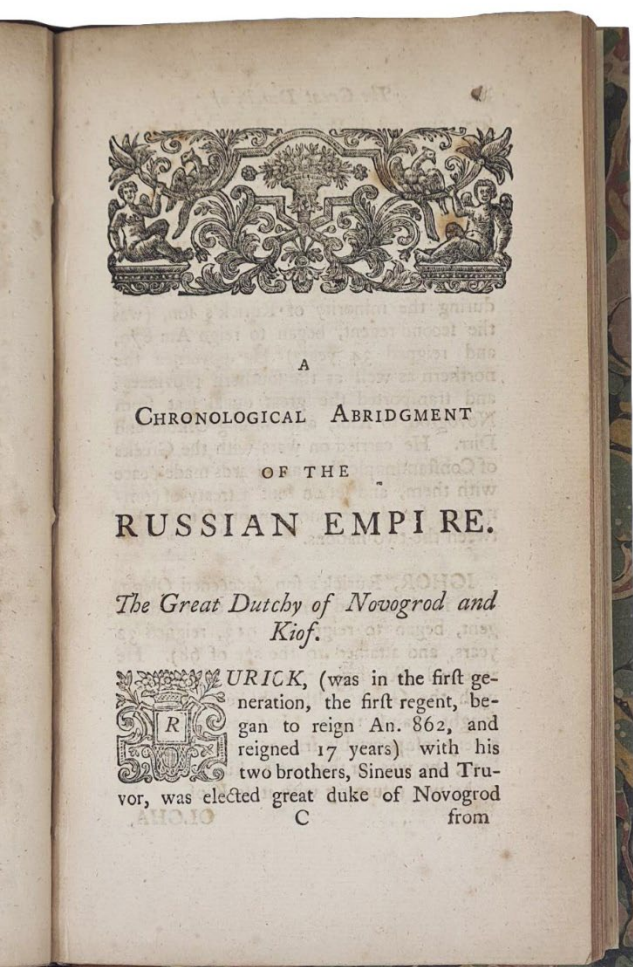 A
CHRONOLOGICAL ABRIDGMENT
OF THE
RUSSIAN EMPIRE.
The Great Dutchy of Novogrod and
Kiof.
RURICK, (was in the firſt ge-
neration, the firſt regent, be-
gan to reign An. 862, and
reigned 17 years) with his
two brothers, Sineus and Tru-
vor, was elected great duke of Novogrod
C from